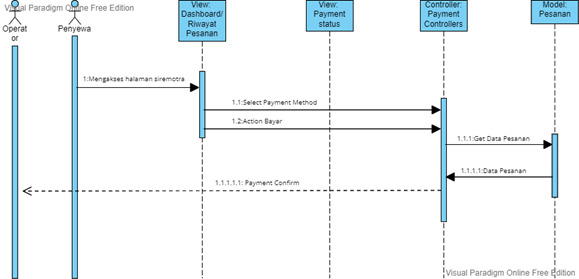 Visual Paradigm Online Free Edition
Operat
or
Penyewa
View:
Dashboard/
Riwayat
Pesanan
View:
Payment
status
Controller:
Payment
Controllers
Model:
Pesanan
1:Mengakses halaman siremotra
1.1:Select Payment Method
1.2:Action Bayar
1.1.1:Get Data Pesanan
1.1.1.1:Data Pesanan
1.1.1.1.1: Payment Confirm
Visual Paradigm Online Free Edition